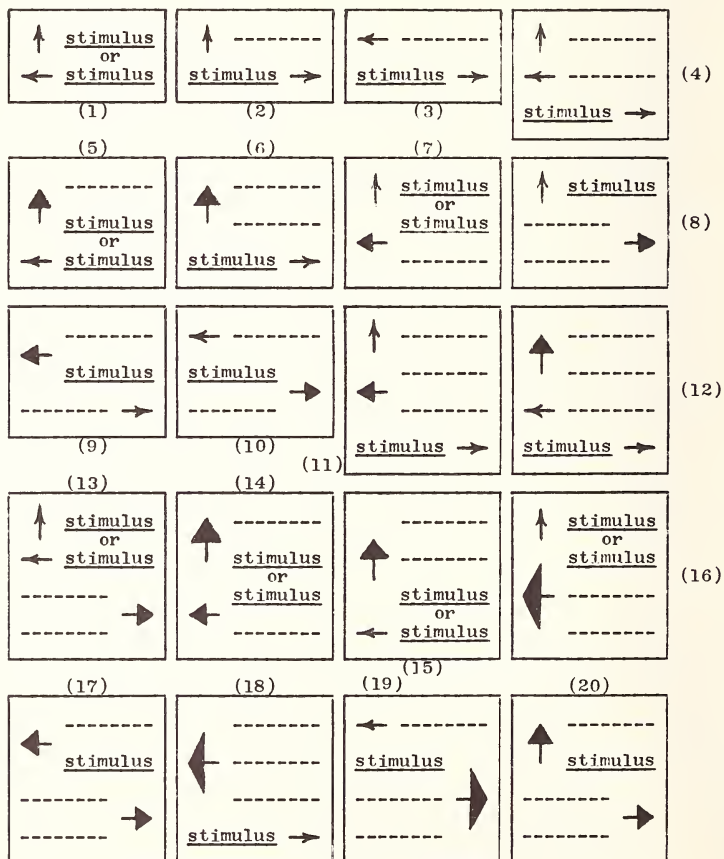 stimulus
or
stimulus
(1)
stimulus
(2)
stimulus
(3)
stimulus
(4)
(5)
stimulus
or
stimulus
(6)
stimulus
(7)
stimulus
or
stimulus
stimulus
(8)
stimulus
(9)
stimulus
(10)
(11)
stimulus
stimulus
(12)
(13)
stimulus
or
stimulus
(14)
stimulus
or
stimulus
stimulus
or
stimulus
(15)
stimulus
or
stimulus
(16)
(17)
stimulus
(18)
stimulus
(19)
stimulus
(20)
stimulus